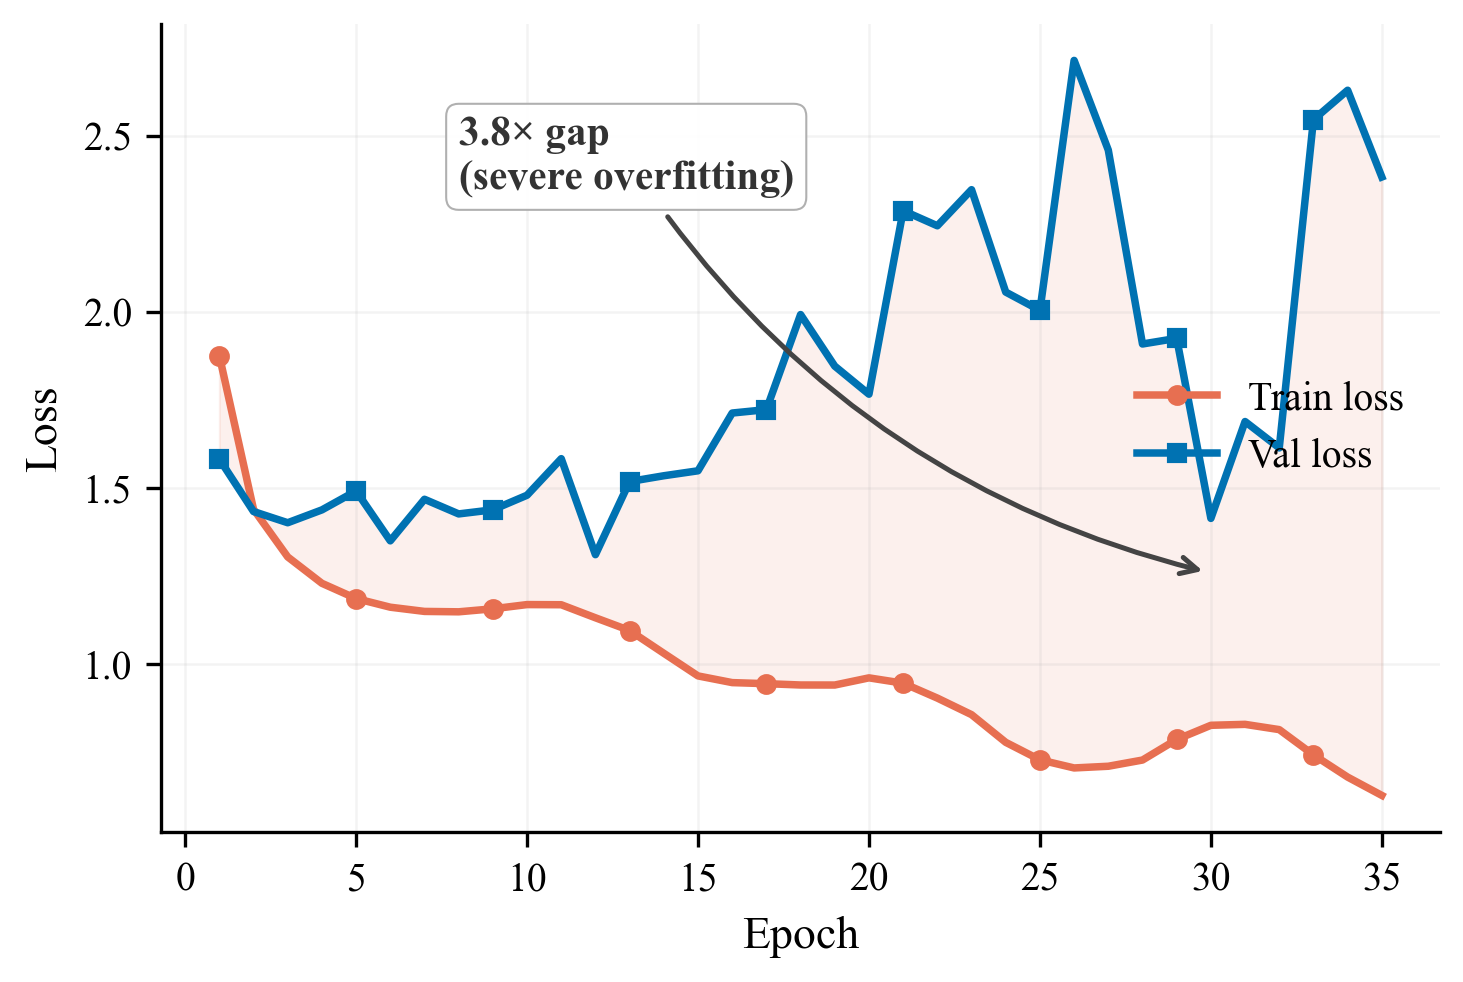 3.8× gap
(severe overfitting)
2.5
2.0
1.5
1.0
Loss
Train loss
Val loss
0 5 10 15 20 25 30 35
Epoch